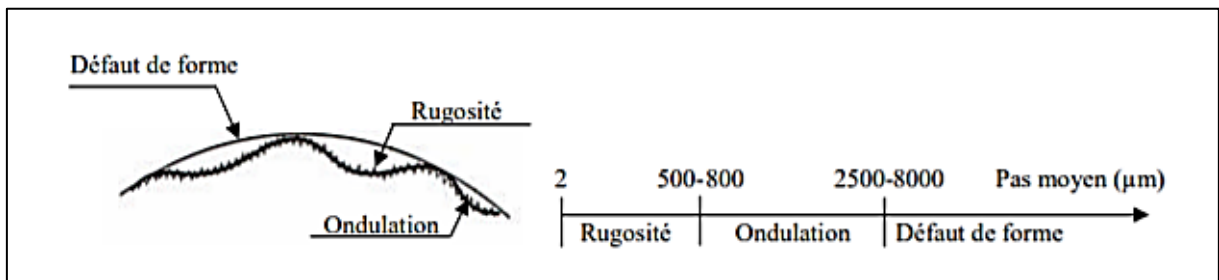 Défaut de forme
Rugosité
Ondulation
2 500-800 2500-8000 Pas moyen (µm)
Rugosité Ondulation Défaut de forme